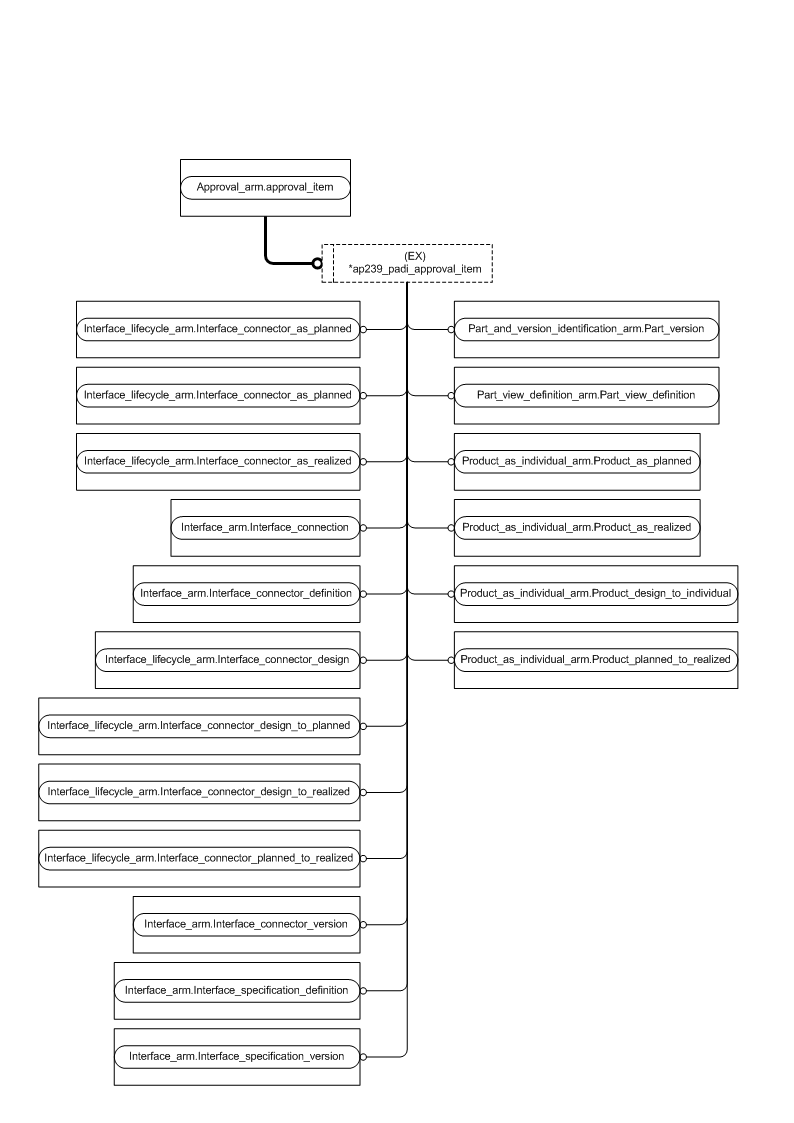 Approval_arm.approval_item
(EX)
*ap239_padi_approval_item
Interface_lifecycle_arm.Interface_connector_as_planned
Part_and_version_identification_arm.Part_version
Interface_lifecycle_arm.Interface_connector_as_planned
Part_view_definition_arm.Part_view_definition
Interface_lifecycle_arm.Interface_connector_as_realized
Product_as_individual_arm.Product_as_planned
Interface_arm.Interface_connection
Product_as_individual_arm.Product_as_realized
Interface_arm.Interface_connector_definition
Product_as_individual_arm.Product_design_to_individual
Interface_lifecycle_arm.Interface_connector_design
Product_as_individual_arm.Product_planned_to_realized
Interface_lifecycle_arm.Interface_connector_design_to_planned
Interface_lifecycle_arm.Interface_connector_design_to_realized
Interface_lifecycle_arm.Interface_connector_planned_to_realized
Interface_arm.Interface_connector_version
Interface_arm.Interface_specification_definition
Interface_arm.Interface_specification_version